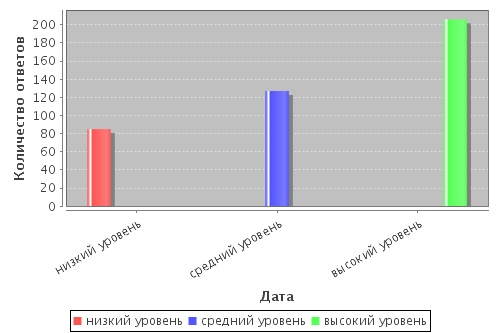 Количество ответов
200
180
160
140
120
100
80
60
40
20
0
низкий уровень
средний уровень
высокий уровень
Дата
низкий уровень средний уровень высокий уровень